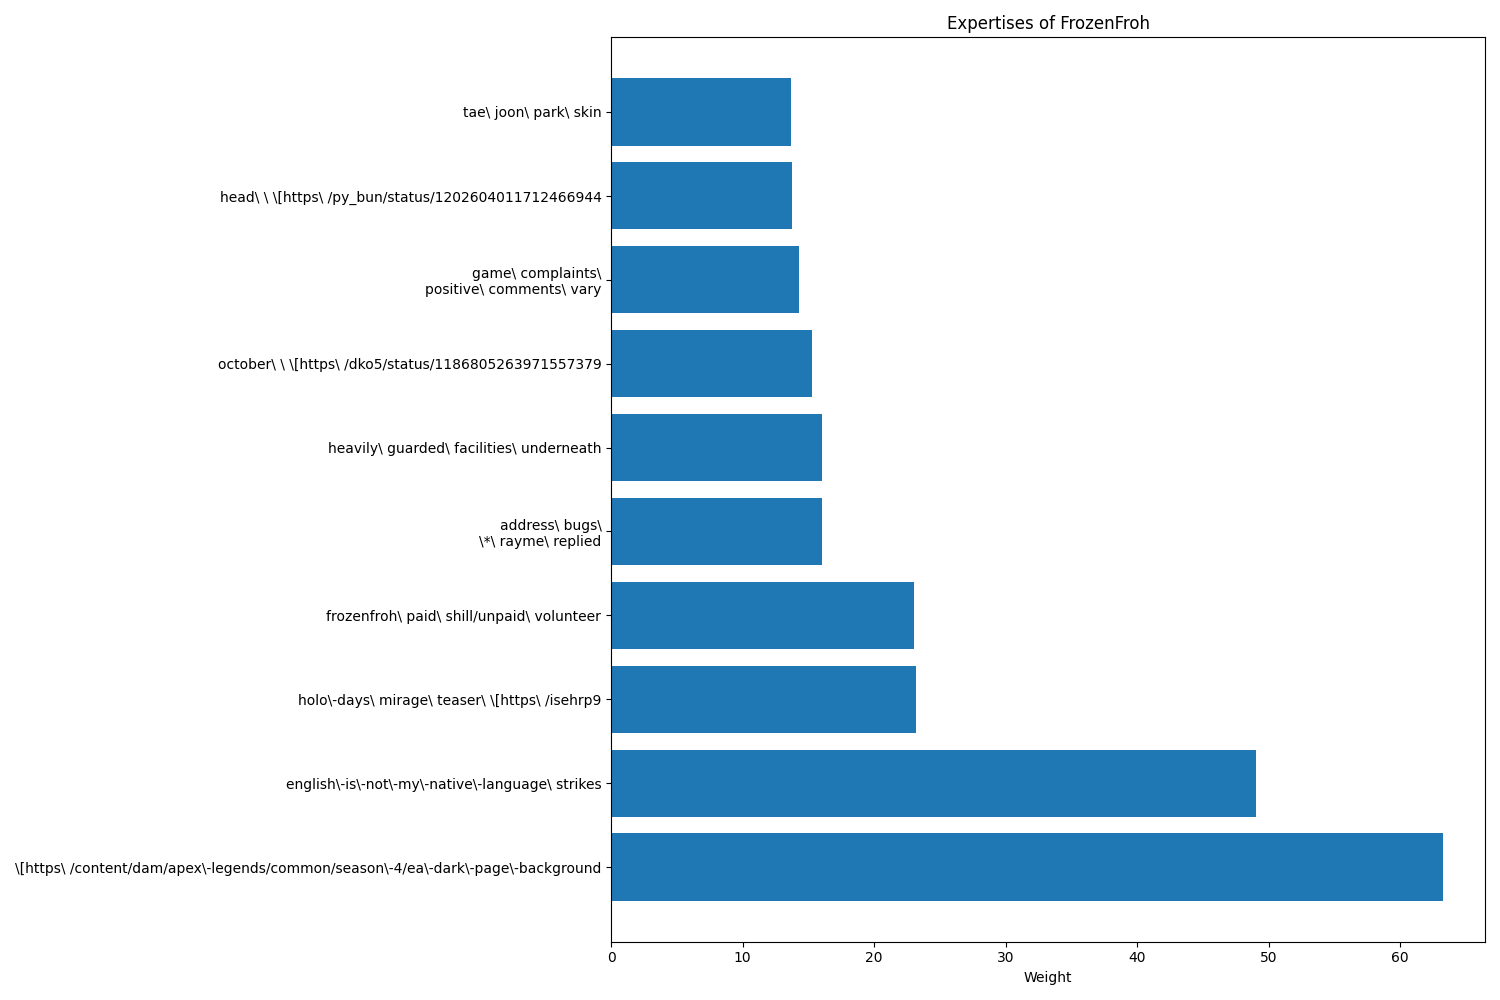 Expertises of FrozenFroh
tae\ joon\ park\ skin
head\ \ \[https\ /py_bun/status/1202604011712466944
game\ complaints\
positive\ comments\ vary
october\ \ \[https\ /dko5/status/1186805263971557379
heavily\ guarded\ facilities\ underneath
address\ bugs\
\*\ rayme\ replied
frozenfroh\ paid\ shill/unpaid\ volunteer
holo\-days\ mirage\ teaser\ \[https\ /isehrp9
english\-is\-not\-my\-native\-language\ strikes
\[https\ /content/dam/apex\-legends/common/season\-4/ea\-dark\-page\-background
0 10 20 30 40 50 60
Weight